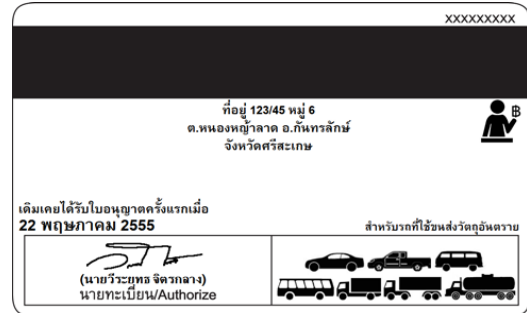 XXXXXXXXX
฿
ที่อยู่ 123/45 หมู่ 6
ต.หนองหญ้าลาด อ.กันทรลักษ์
จังหวัดศรีสะเกษ
เดิมเคยได้รับใบอนุญาตครั้งแรกเมื่อ
22 พฤษภาคม 2555
สำหรับรถที่ใช้ขนส่งวัตถุอันตราย
(นายวีระยุทธ จิตรกลาง)
นายทะเบียน/Authorize